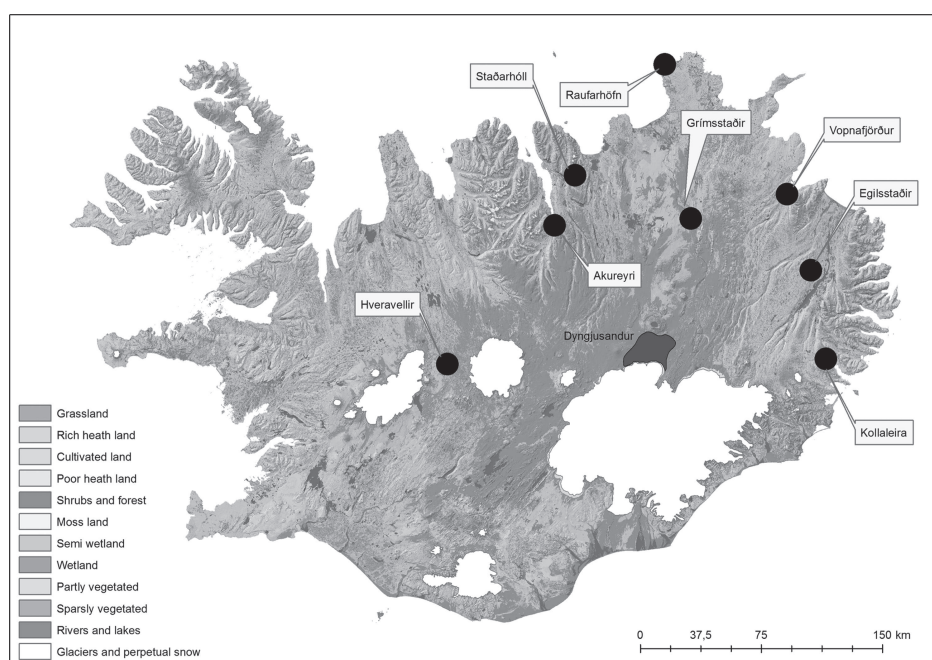 Staðarhóll
Raufarhöfn
Grímsstaðir
Vopnafjörður
Egilsstaðir
Akureyri
Hveravellir
Dyngjusandur
Kollaleira
Grassland
Rich heath land
Cultivated land
Poor heath land
Shrubs and forest
Moss land
Semi wetland
Wetland
Partly vegetated
Sparsly vegetated
Rivers and lakes
Glaciers and perpetual snow
0 37,5 75 150 km